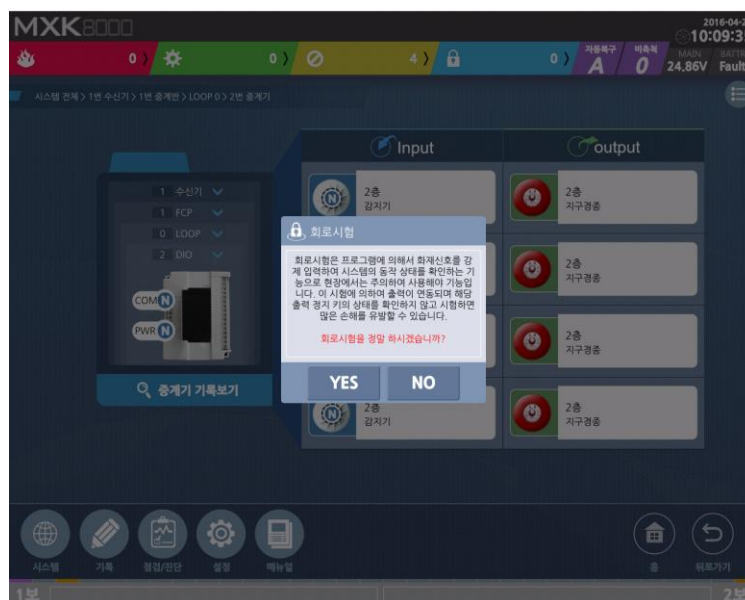 MXK8000
2016-04-2
10:09:3
0
0
4
0
자동복구
A
비축적
0
MAIN
24.86V
BATTE
Fault
시스템 전체 > 1번 수신기 > 1번 중계반 > LOOP 0 > 2번 중계기
Input
output
1 수신기
1 FCP
0 LOOP
2 DIO
COM N
PWR N
중계기 기록보기
2층
감지기
2층
지구경종
2층
지구경종
2층
지구경종
2층
감지기
2층
지구경종
회로시험
회로시험은 프로그램에 의해서 화재신호를 강
제 입력하여 시스템의 동작 상태를 확인하는 기
능으로 현장에서는 주의하여 사용해야 기능입
니다. 이 시험에 의하여 출력이 연동되며 해당
출력 정지 키의 상태를 확인하지 않고 시험하면
많은 손해를 유발할 수 있습니다.
회로시험을 정말 하시겠습니까?
YES
NO
시스템
기록
점검/진단
설정
메뉴얼
홈
뒤로가기
1보
2보